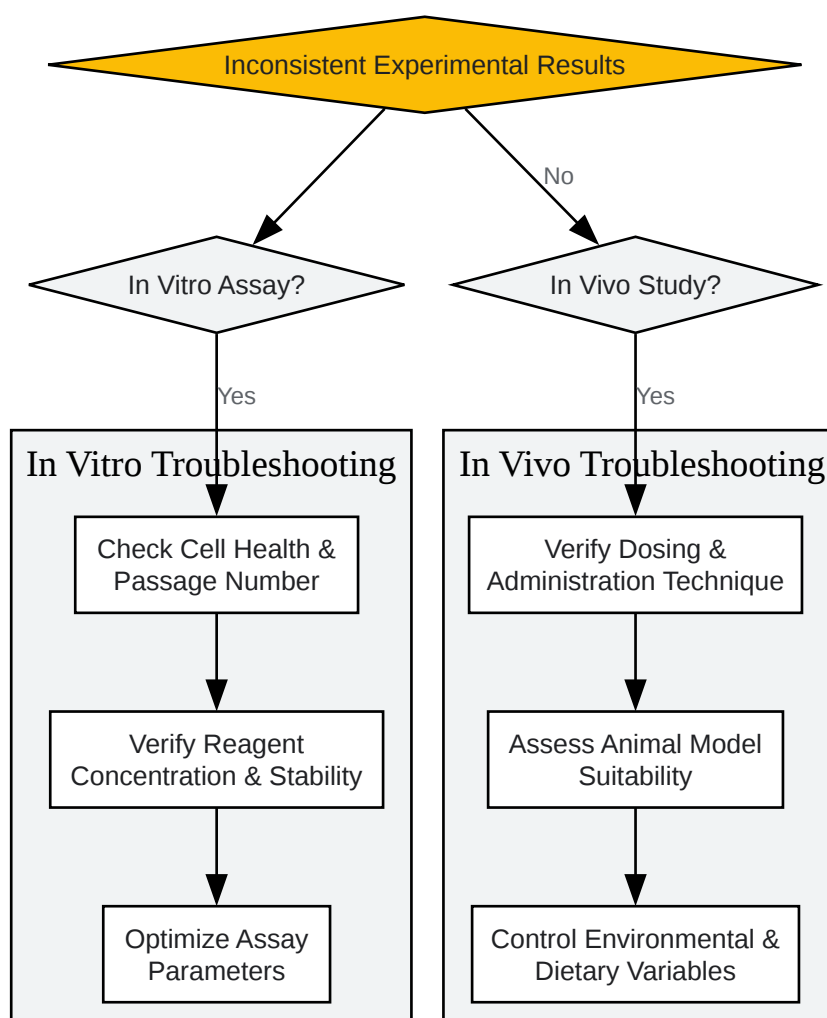 Inconsistent Experimental Results
No
In Vitro Assay?
In Vivo Study?
Yes
Yes
In Vitro Troubleshooting
In Vivo Troubleshooting
Check Cell Health &
Passage Number
Verify Dosing &
Administration Technique
Verify Reagent
Concentration & Stability
Assess Animal Model
Suitability
Optimize Assay
Parameters
Control Environmental &
Dietary Variables